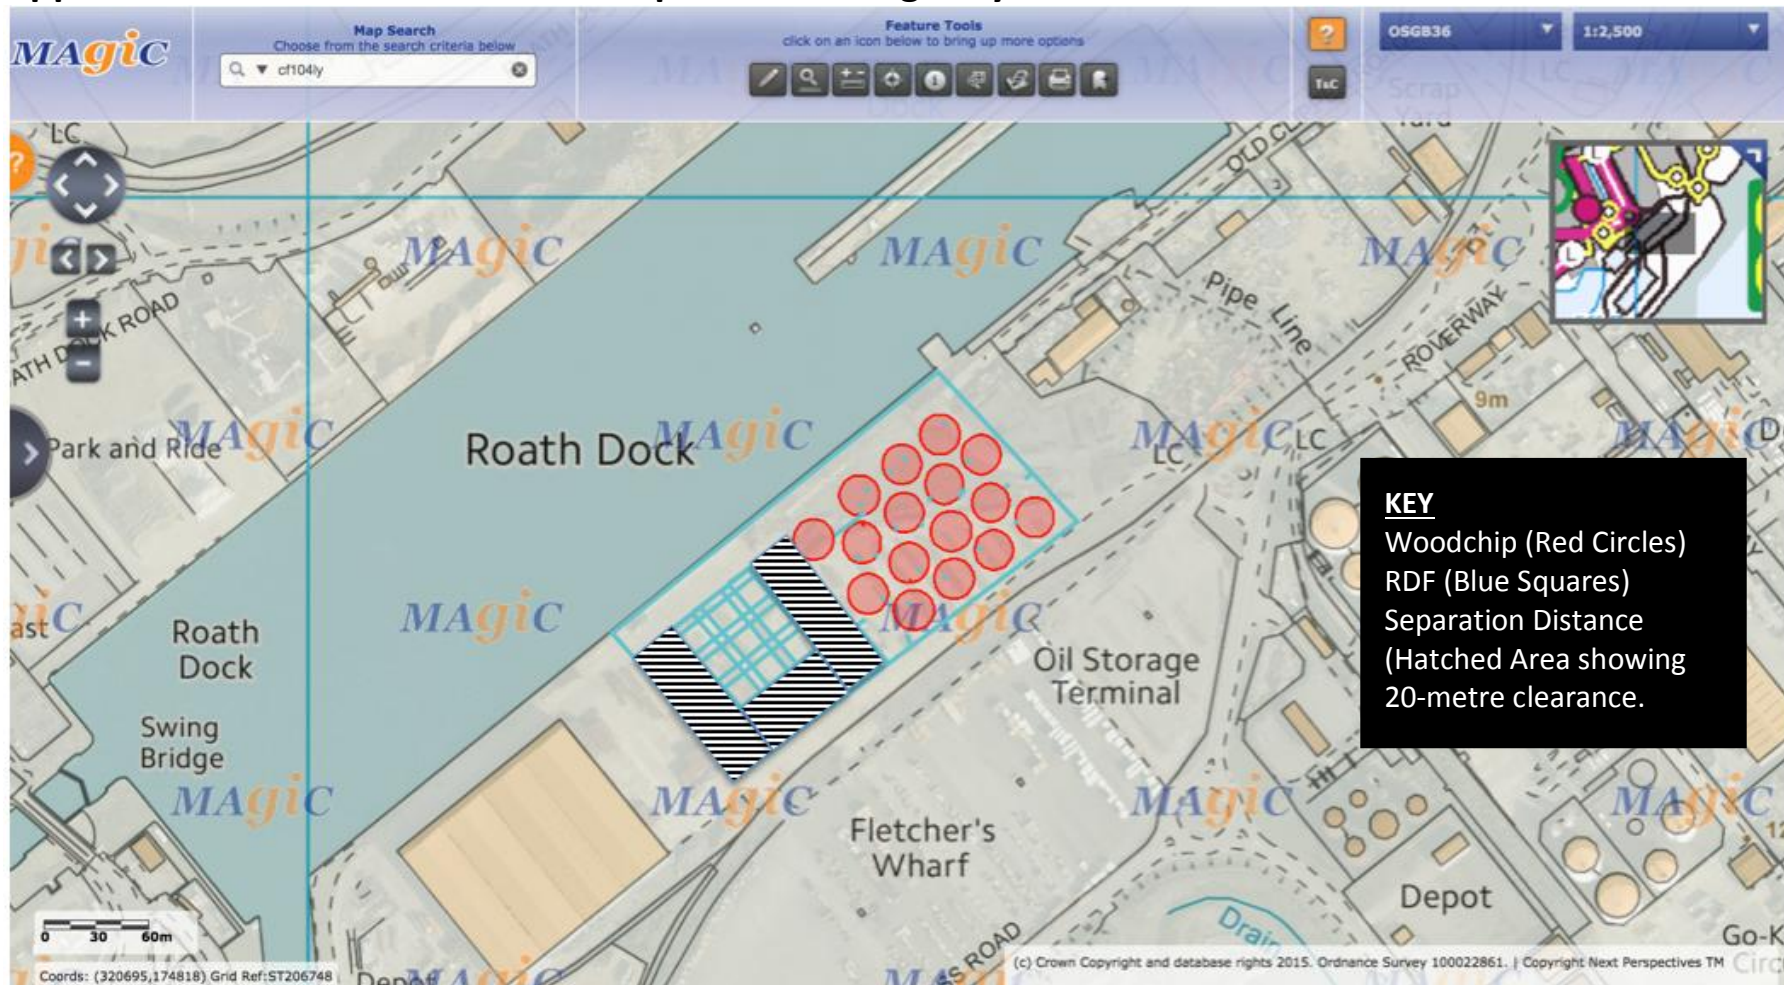 MAGiC
Map Search
Choose from the search criteria below
cf104ly
Feature Tools
click on an icon below to bring up more options
?
T&C
OSGB36
1:2,500
Scrap
Yard
LC
OLD
Pipe Line
ROVERWAY
9m
LC
LC
Park and Ride
Roath Dock
KEY
Woodchip (Red Circles)
RDF (Blue Squares)
Separation Distance
(Hatched Area showing
20-metre clearance.
Roath
Dock
Swing
Bridge
Oil Storage
Terminal
Fletcher's
Wharf
Depot
Drain
ROAD
0 30 60m
Coords: (320695,174818) Grid Ref:ST206748
Depot
(c) Crown Copyright and database rights 2015. Ordnance Survey 100022861. | Copyright Next Perspectives TM